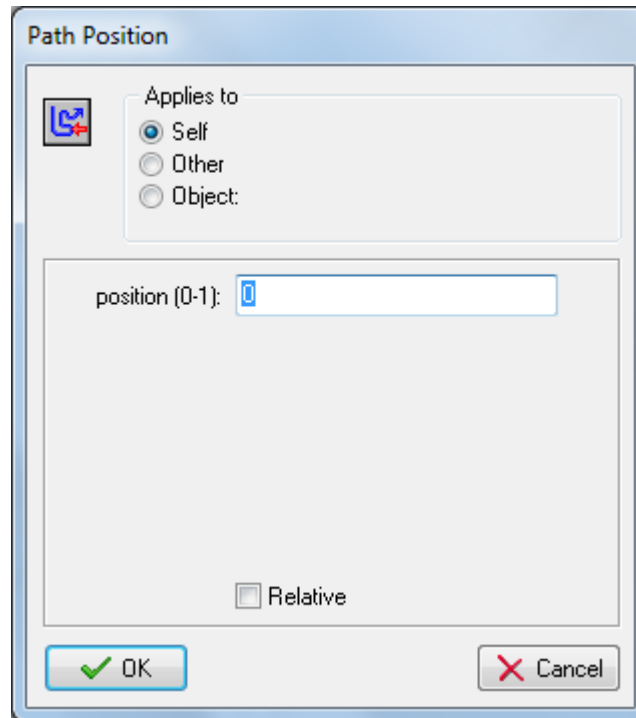 Path Position
Applies to
Self
Other
Object:
position (0-1): 0
Relative
OK
Cancel